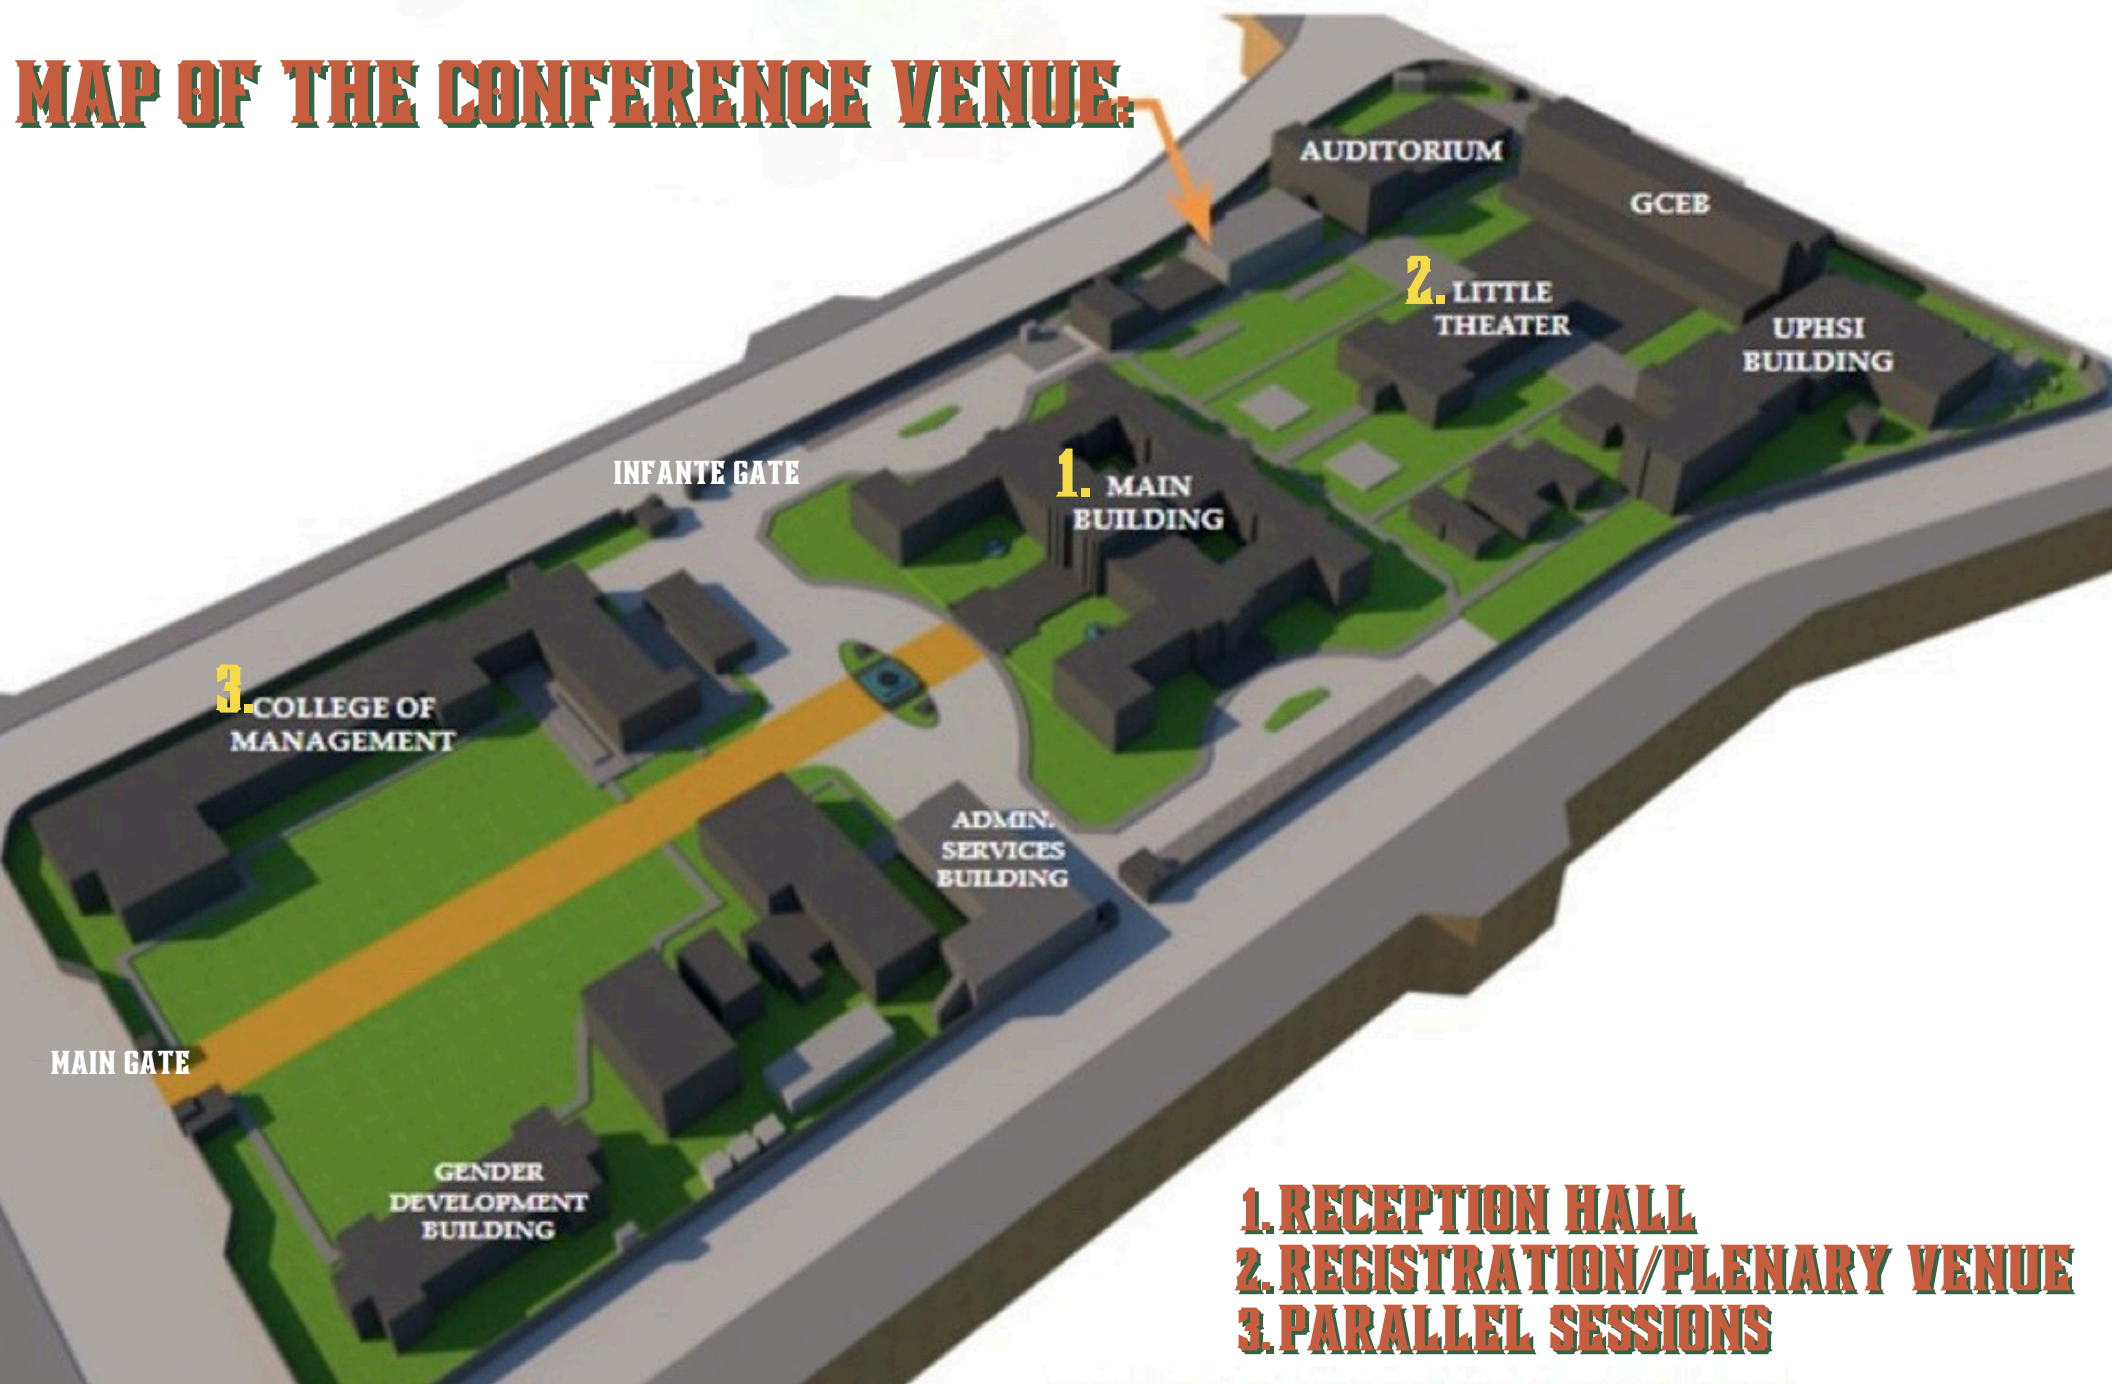 MAP OF THE CONFERENCE VENUE:
AUDITORIUM
GCEB
2. LITTLE
THEATER
UPHSI
BUILDING
INFANTE GATE
1. MAIN
BUILDING
3. COLLEGE OF
MANAGEMENT
ADMIN.
SERVICES
BUILDING
MAIN GATE
GENDER
DEVELOPMENT
BUILDING
1. RECEPTION HALL
2. REGISTRATION/PLENARY VENUE
3. PARALLEL SESSIONS